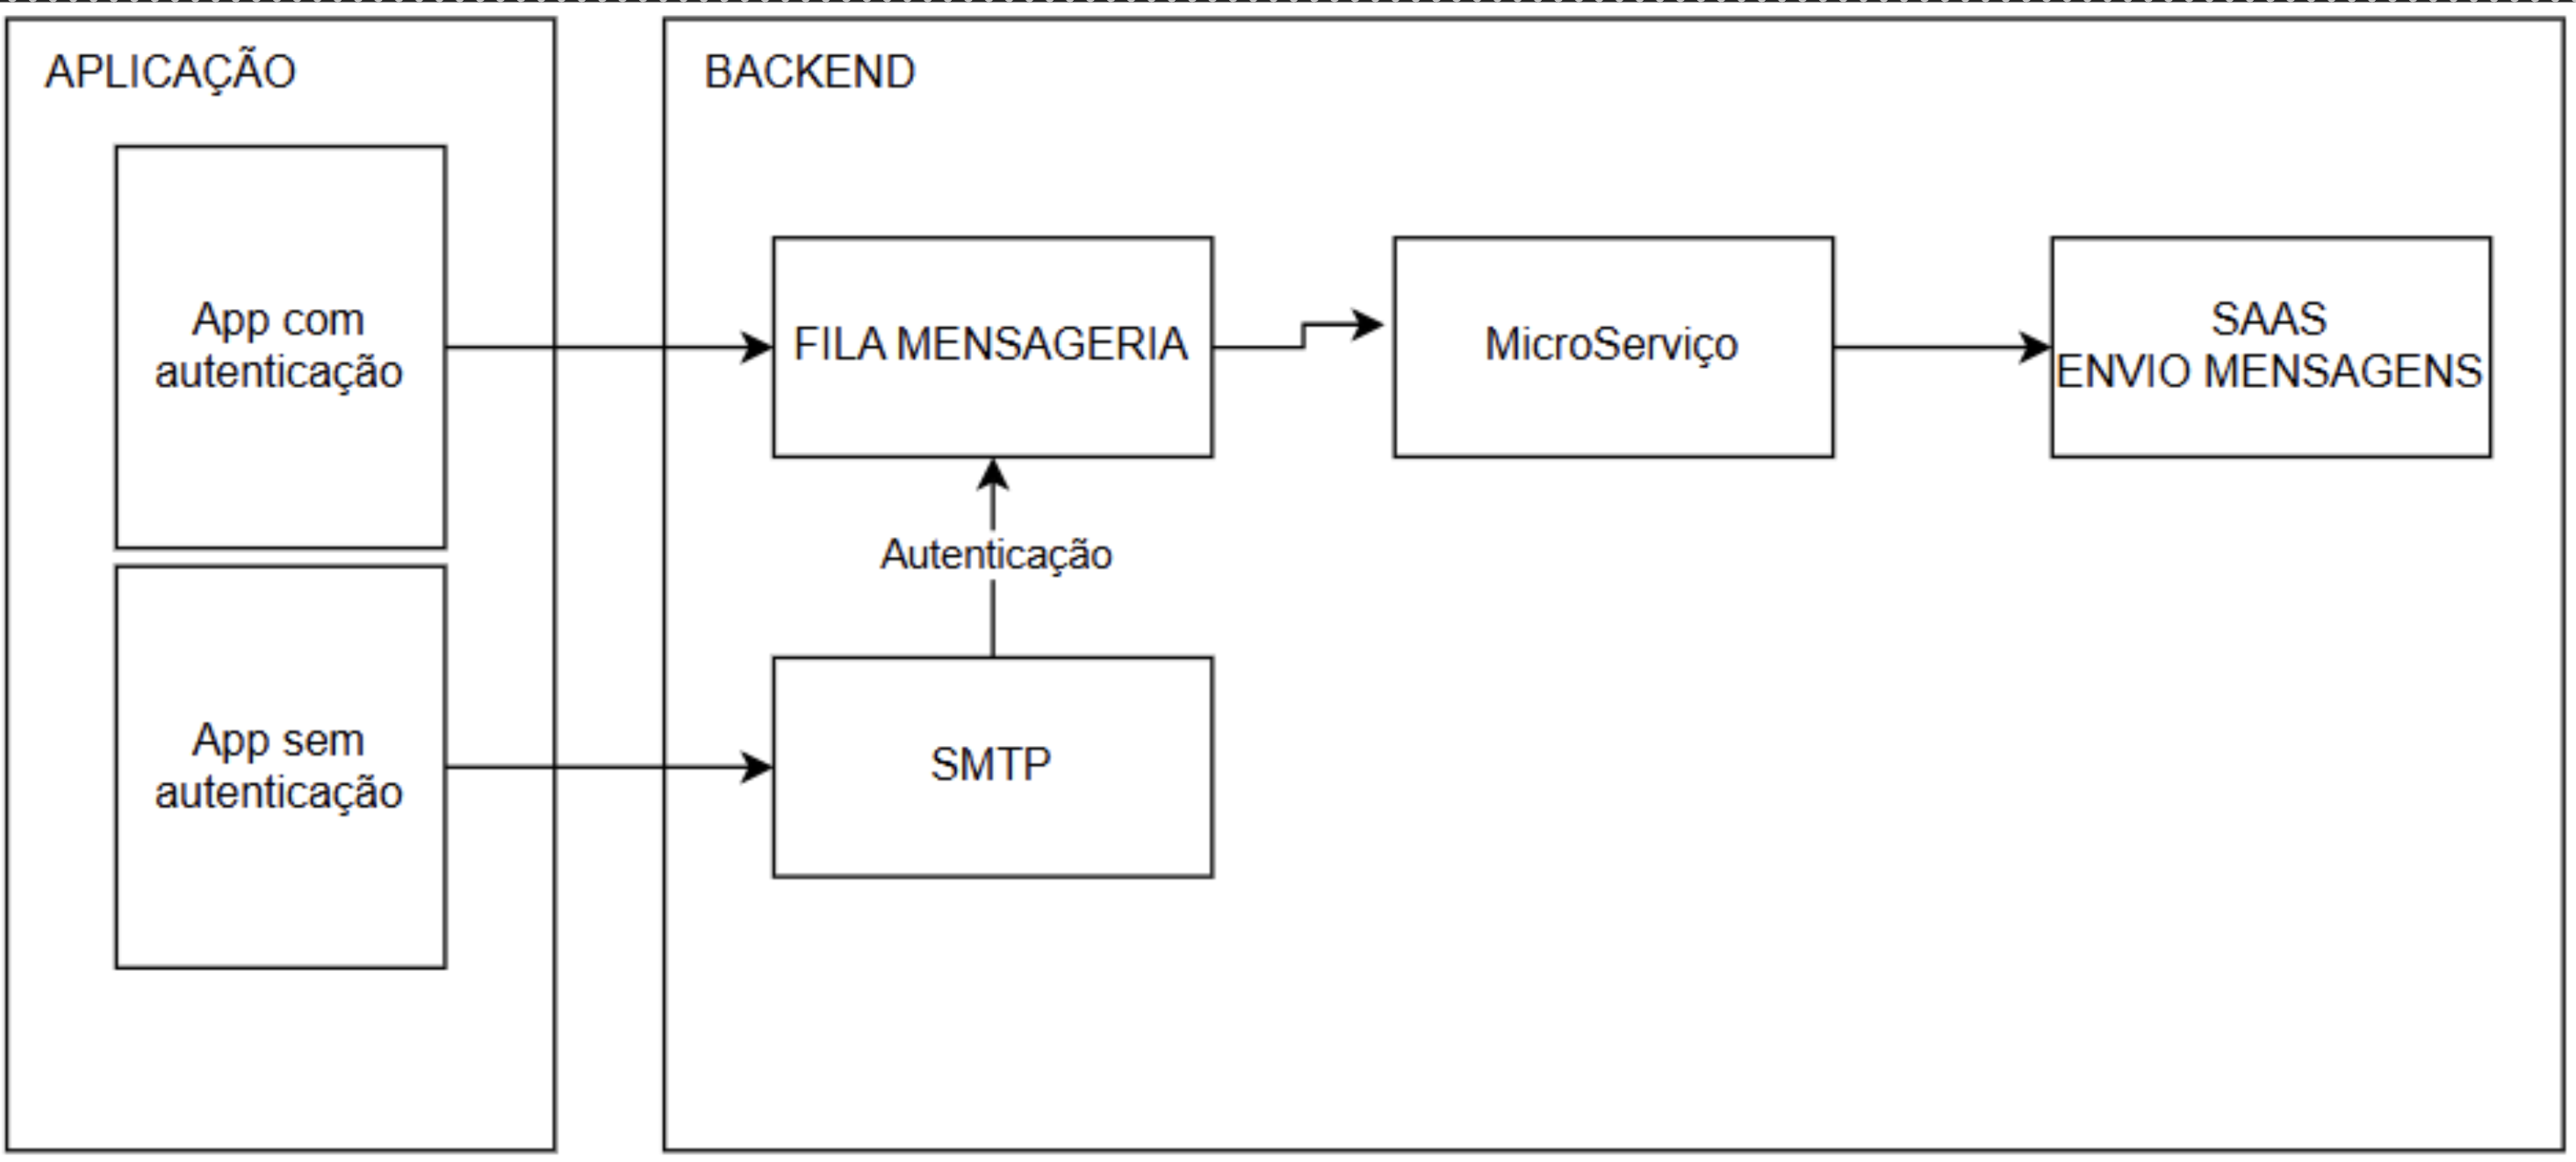 APLICAÇÃO
BACKEND
App com
autenticação
FILA MENSAGERIA
MicroServiço
SAAS
ENVIO MENSAGENS
Autenticação
App sem
autenticação
SMTP